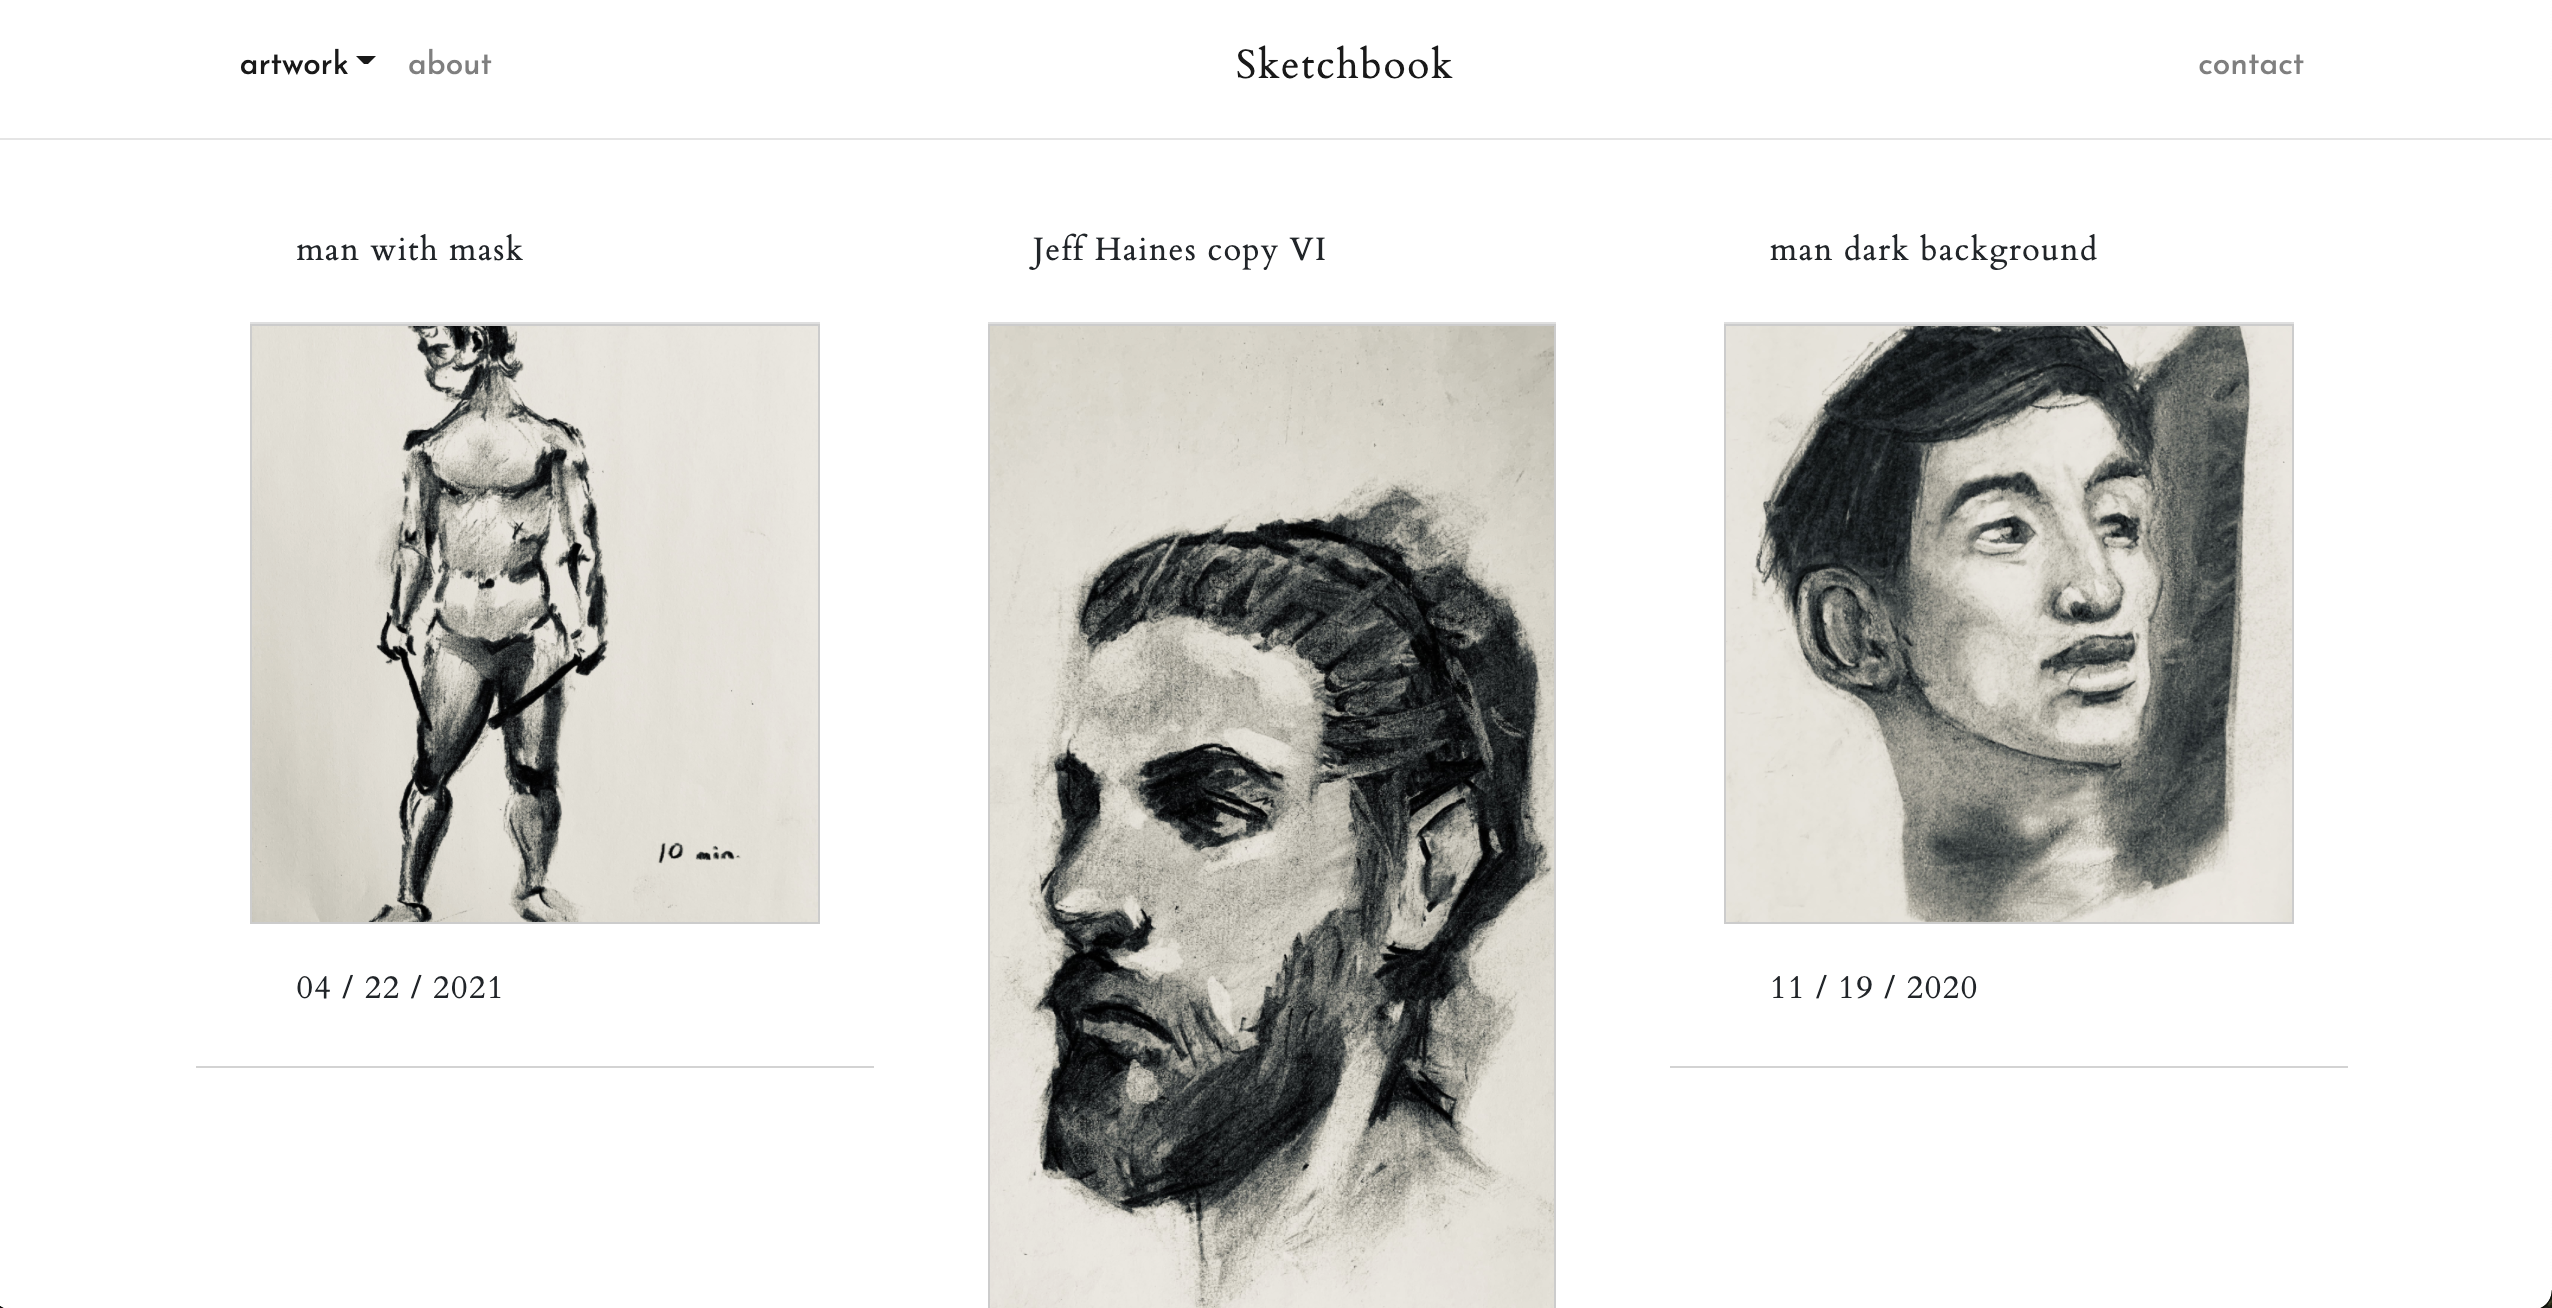 artwork about Sketchbook contact
man with mask
Jeff Haines copy VI
man dark background
10 min.
04 / 22 / 2021
11 / 19 / 2020